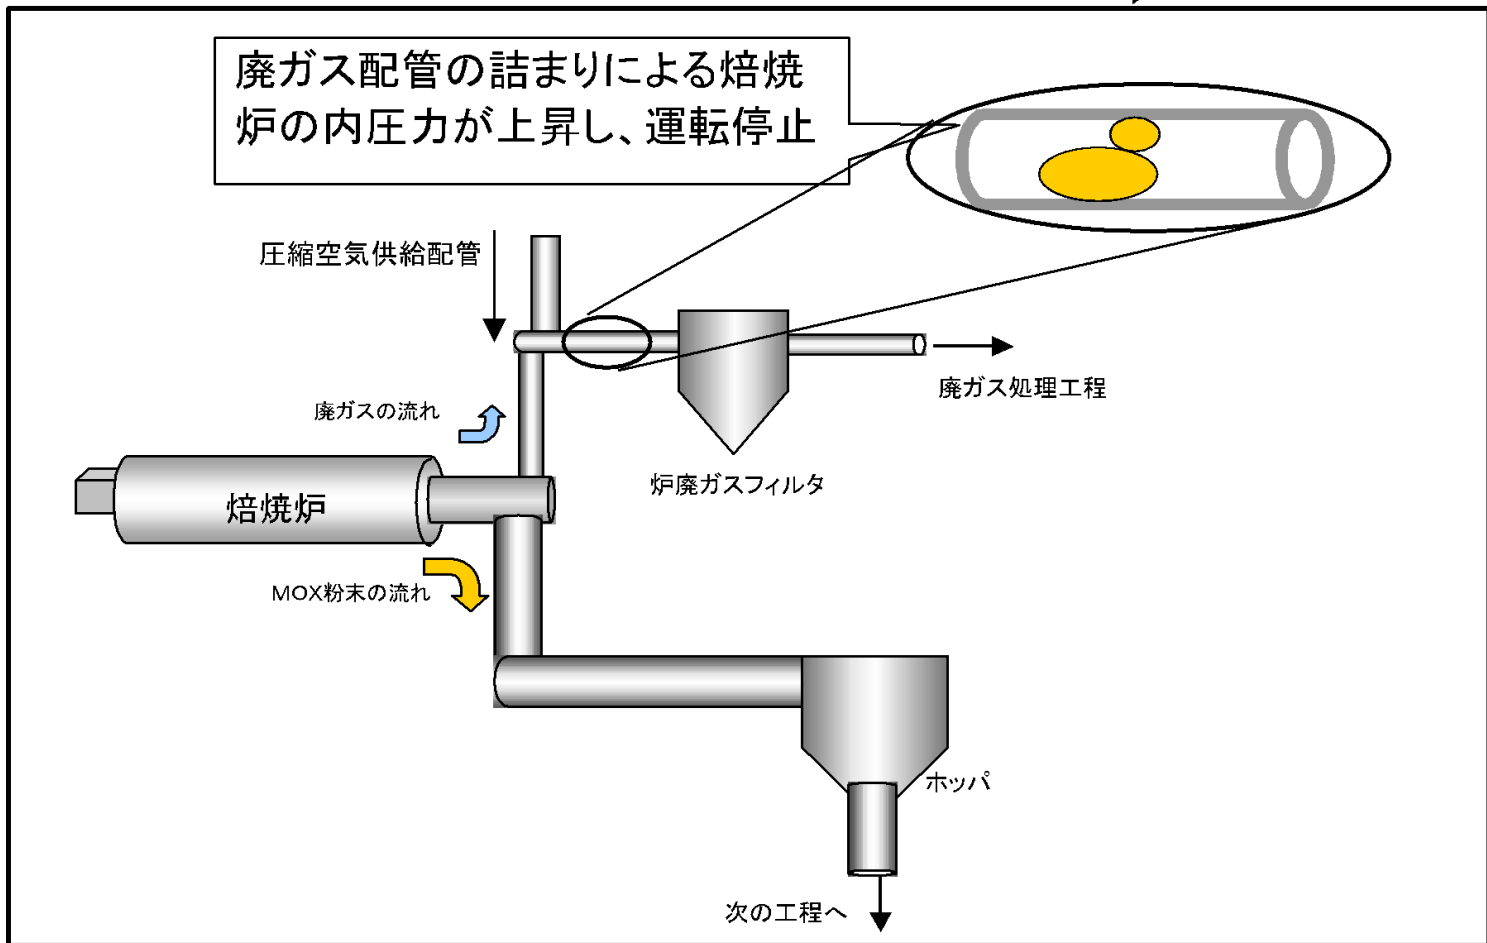 廃ガス配管の詰まりによる焙焼
炉の内圧力が上昇し、運転停止
圧縮空気供給配管
廃ガス処理工程
廃ガスの流れ
炉廃ガスフィルタ
焙焼炉
MOX粉末の流れ
ホッパ
次の工程へ